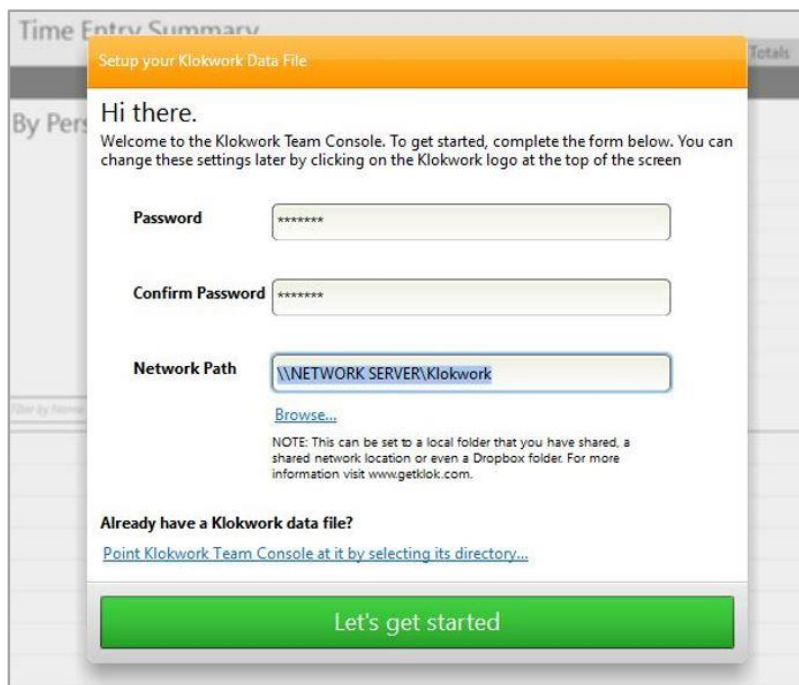 Time Entry Summary
Totals
Setup your Klokwork Data File
By Pers
Hi there.
Welcome to the Klokwork Team Console. To get started, complete the form below. You can
change these settings later by clicking on the Klokwork logo at the top of the screen
Password
*******
Confirm Password
*******
Network Path
\\NETWORK SERVER\Klokwork
Browse...
Filter by Name
NOTE: This can be set to a local folder that you have shared, a
shared network location or even a Dropbox folder. For more
information visit www.getklok.com.
Already have a Klokwork data file?
Point Klokwork Team Console at it by selecting its directory...
Let's get started